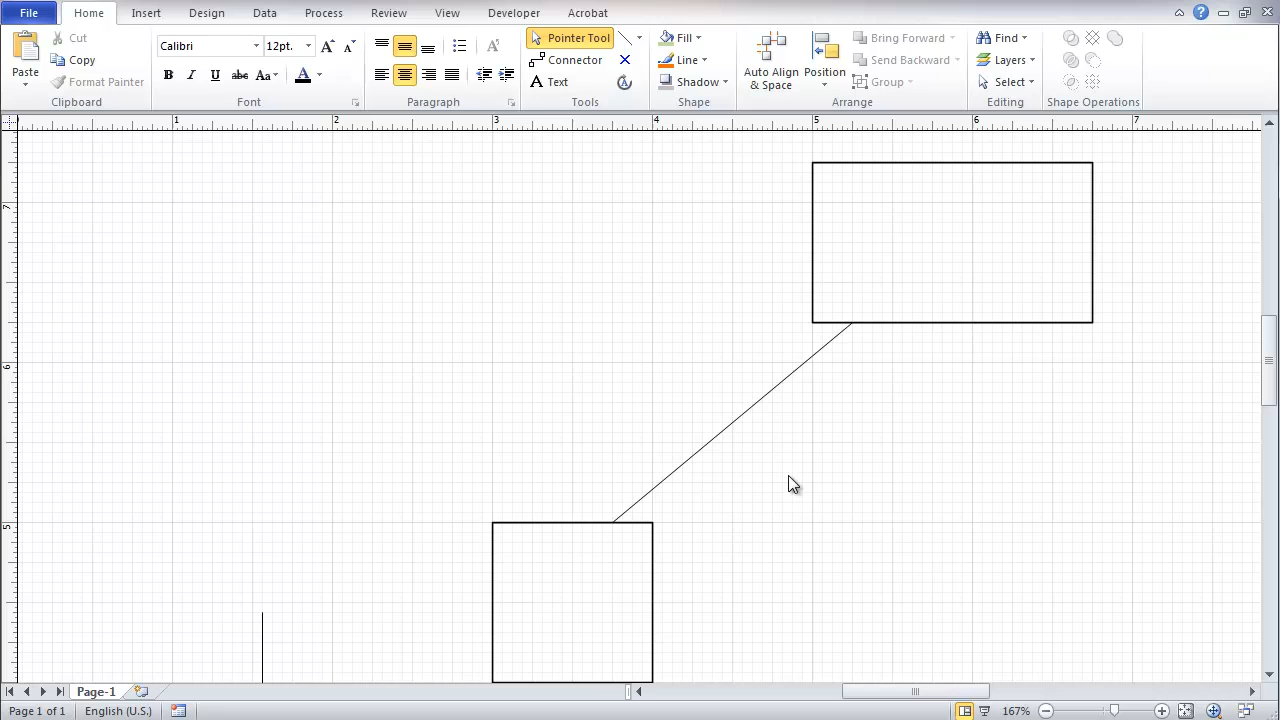 File Home Insert Design Data Process Review View Developer Acrobat
Paste
Cut
Copy
Format Painter
Clipboard
Calibri 12pt.
Font
Paragraph
Pointer Tool
Connector
Text
Tools
Fill
Line
Shadow
Shape
Auto Align & Space
Position
Bring Forward
Send Backward
Group
Arrange
Find
Layers
Select
Editing
Shape Operations
1 2 3 4 5 6 7
7
6
5
Page-1
Page 1 of 1 English (U.S.) 167%